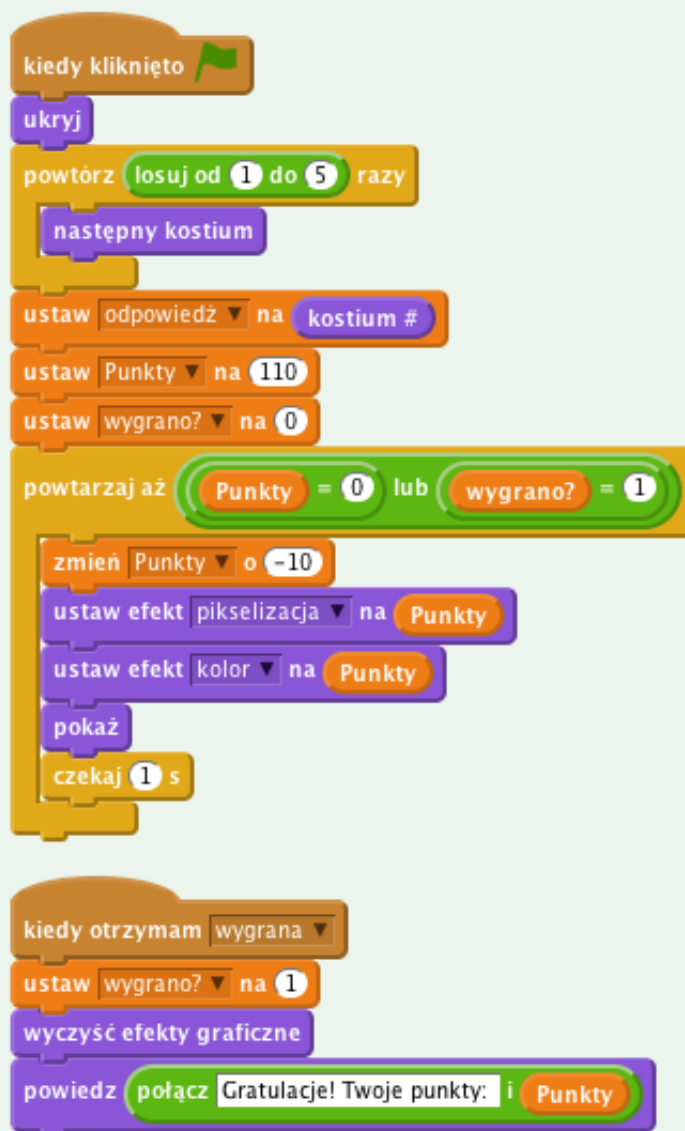 kiedy kliknięto
ukryj
powtórz losuj od 1 do 5 razy
następny kostium
ustaw odpowiedź na kostium #
ustaw Punkty na 110
ustaw wygrano? na 0
powtarzaj aż Punkty = 0 lub wygrano? = 1
zmień Punkty o -10
ustaw efekt pikselizacja na Punkty
ustaw efekt kolor na Punkty
pokaż
czekaj 1 s
kiedy otrzymam wygrana
ustaw wygrano? na 1
wyczyść efekty graficzne
powiedz połącz Gratulacje! Twoje punkty: i Punkty